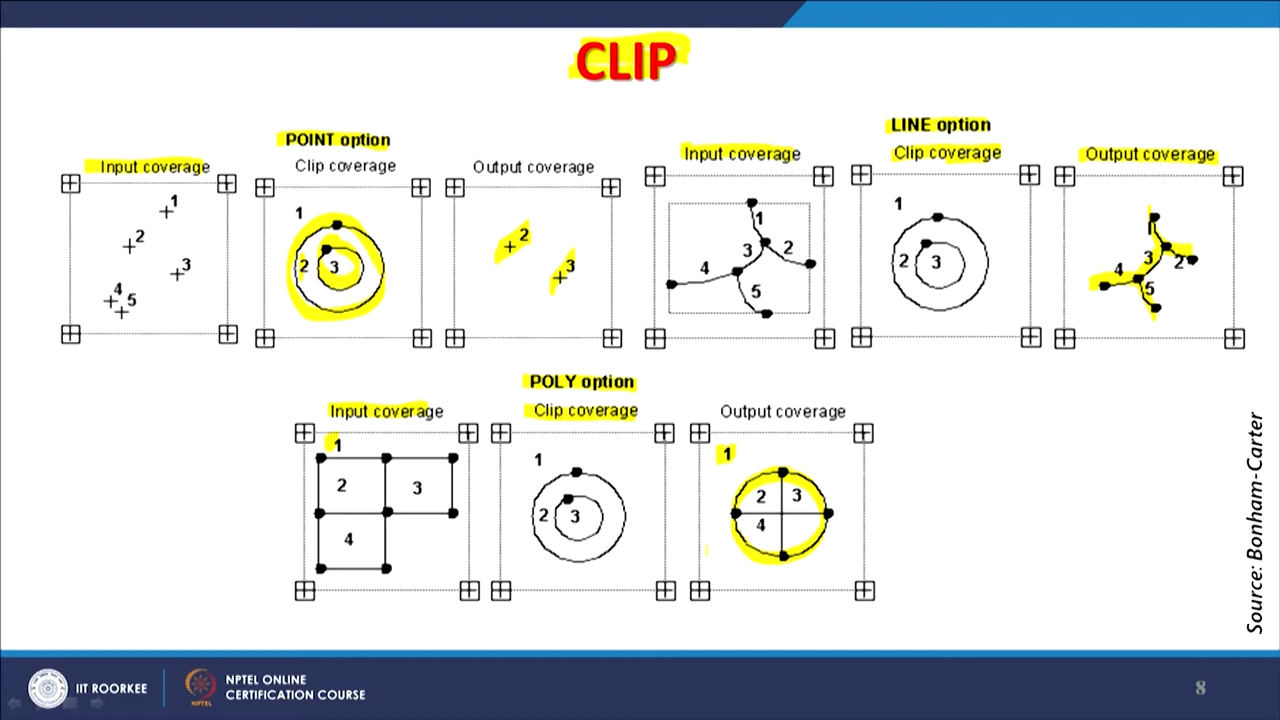 CLIP
POINT option
Input coverage
Clip coverage
Output coverage
1
2
3
4
5
1
2
3
2
3
LINE option
Input coverage
Clip coverage
Output coverage
1
2
3
4
5
1
2
3
1
2
3
4
5
POLY option
Input coverage
Clip coverage
Output coverage
1
2
3
4
1
2
3
1
2
3
4
Source: Bonham-Carter
IIT ROORKEE
NPTEL
NPTEL ONLINE
CERTIFICATION COURSE
8